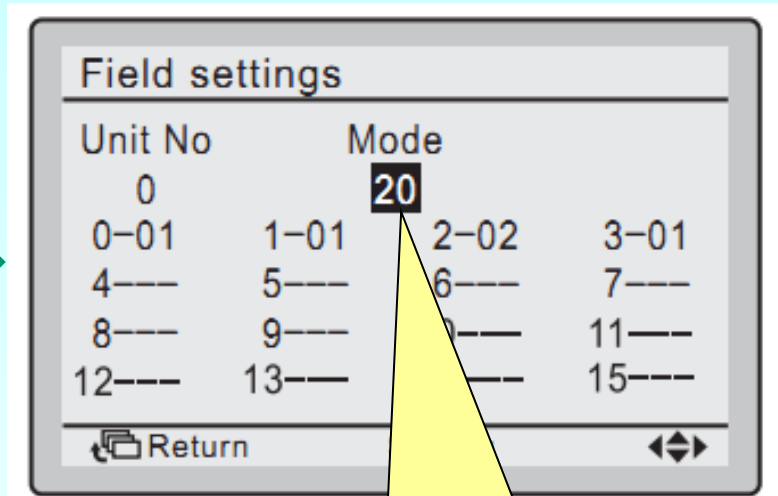 Field settings
Unit No Mode
0 20
0-01 1-01 2-02 3-01
4--- 5--- 6--- 7---
8--- 9--- --- 11---
12--- 13--- -- 15---
Return